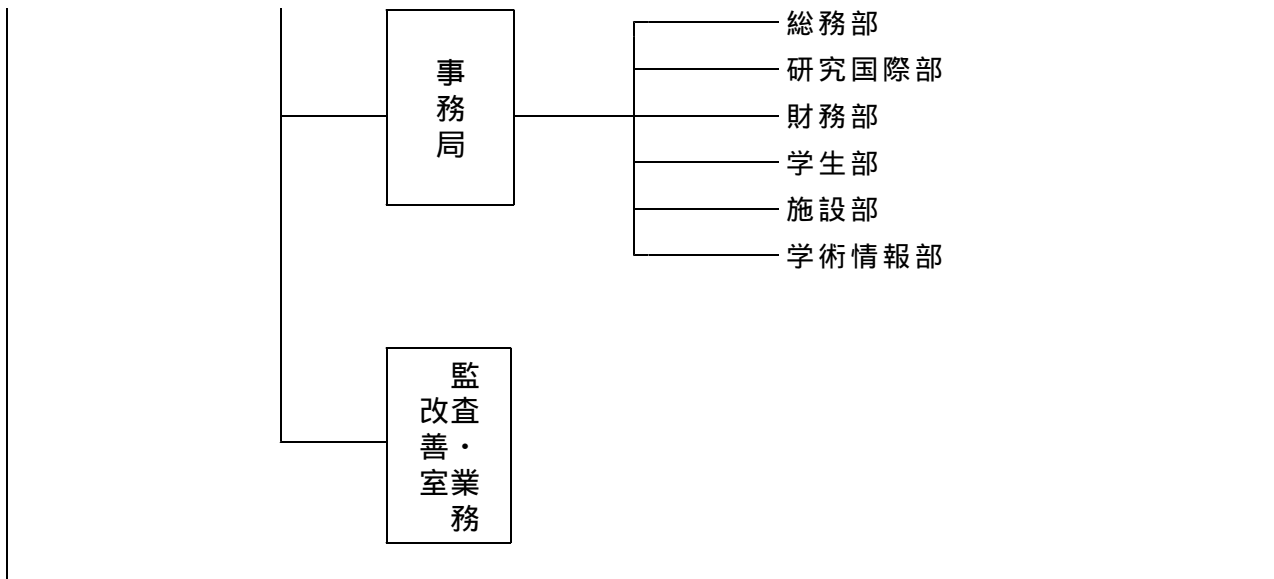 事務局
総務部
研究国際部
財務部
学生部
施設部
学術情報部
監査・業務
改善室